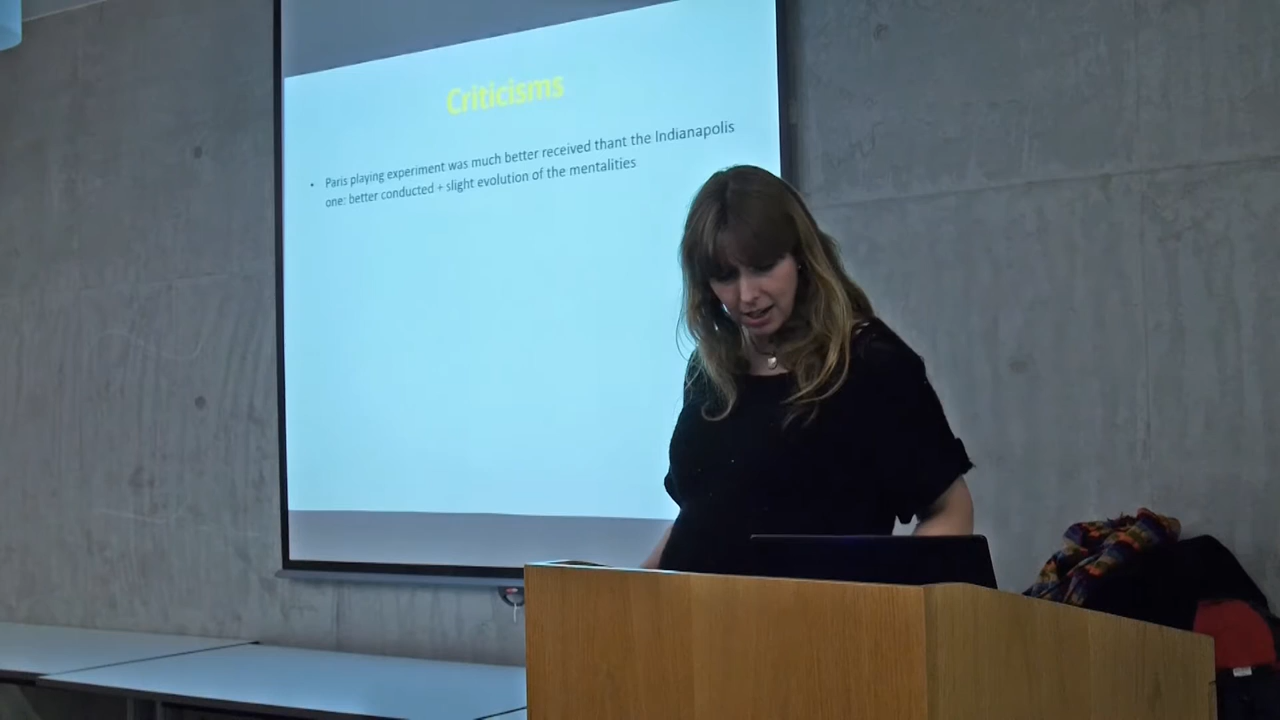 Criticisms
• Paris playing experiment was much better received thant the Indianapolis
one: better conducted + slight evolution of the mentalities